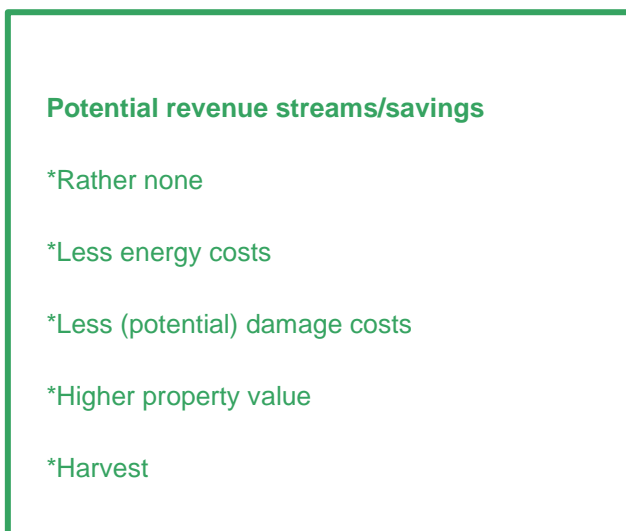 Potential revenue streams/savings
*Rather none
*Less energy costs
*Less (potential) damage costs
*Higher property value
*Harvest